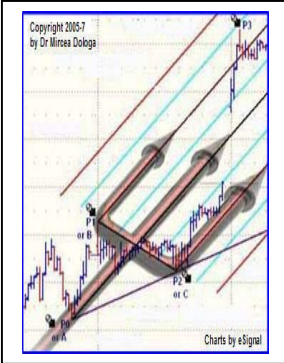 Copyright 2005-7
by Dr Mircea Dologa
P3
P1
or B
P2
or C
P0
or A
Charts by eSignal